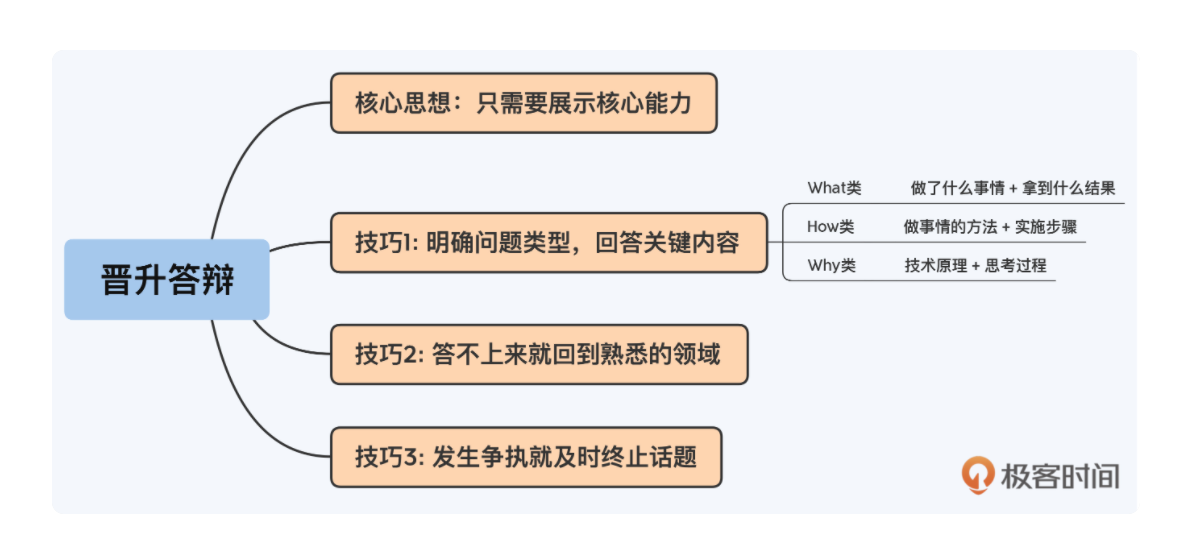 晋升答辩
核心思想：只需要展示核心能力
技巧1: 明确问题类型，回答关键内容
What类 做了什么事情 + 拿到什么结果
How类 做事情的方法 + 实施步骤
Why类 技术原理 + 思考过程
技巧2: 答不上来就回到熟悉的领域
技巧3: 发生争执就及时终止话题
极客时间